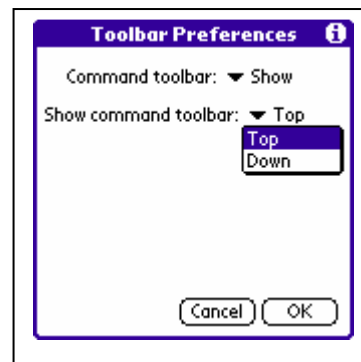 Toolbar Preferences i
Command toolbar: Show
Show command toolbar: Top
Top
Down
Cancel OK